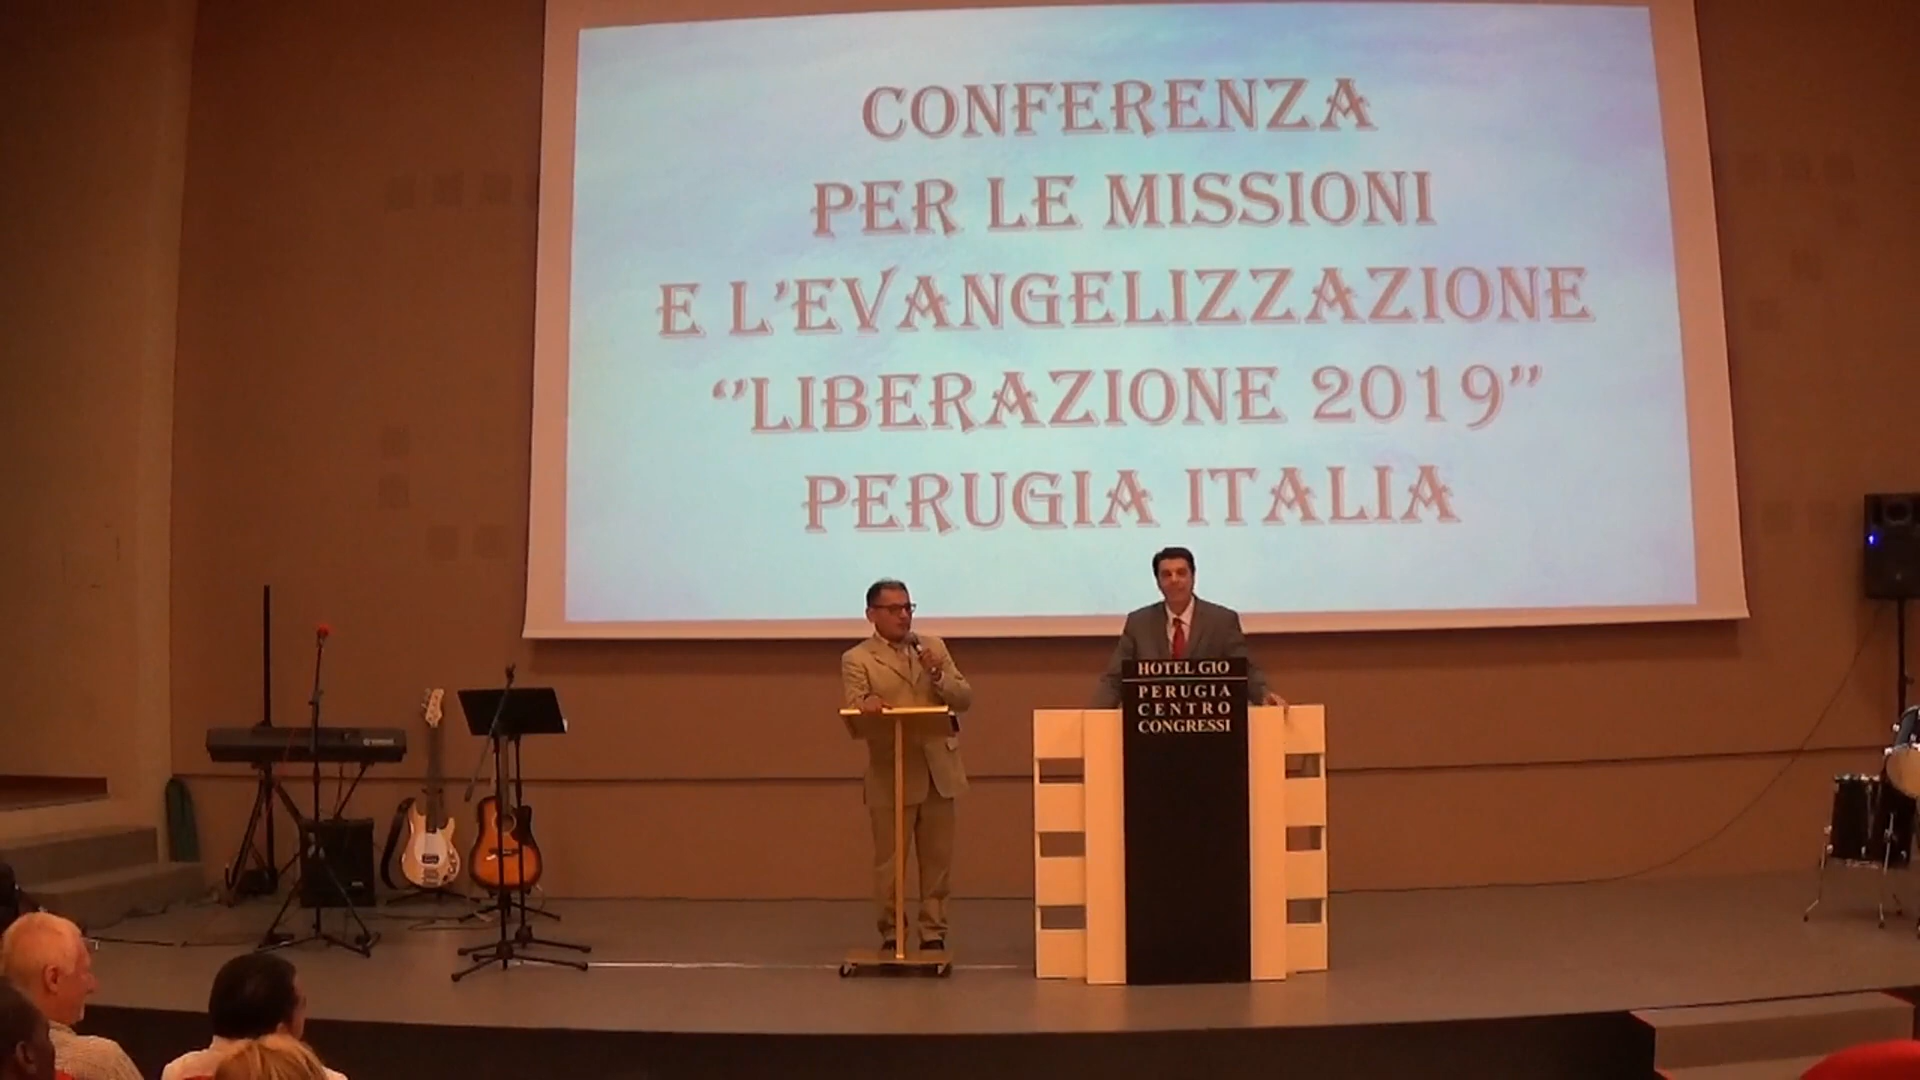 CONFERENZA
PER LE MISSIONI
E L'EVANGELIZZAZIONE
‘’LIBERAZIONE 2019’’
PERUGIA ITALIA
HOTEL GIO
PERUGIA
CENTRO
CONGRESSI